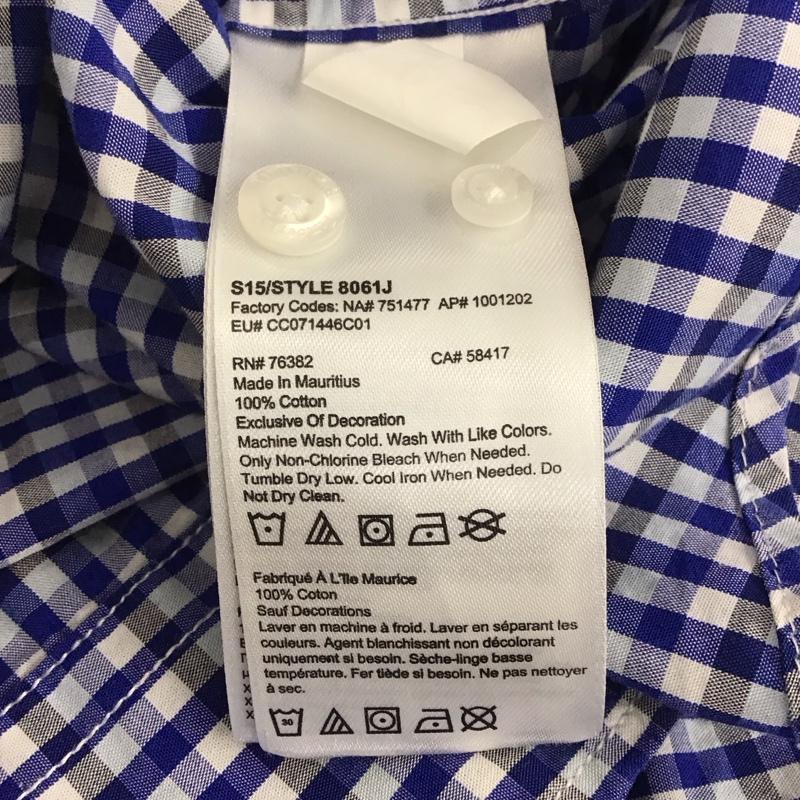 S15/STYLE 8061J
Factory Codes: NA# 751477 AP# 1001202
EU# CC071446C01
RN# 76382 CA# 58417
Made In Mauritius
100% Cotton
Exclusive Of Decoration
Machine Wash Cold. Wash With Like Colors.
Only Non-Chlorine Bleach When Needed.
Tumble Dry Low. Cool Iron When Needed. Do
Not Dry Clean.
Fabriqué À L'Ile Maurice
100% Coton
Sauf Decorations
Laver en machine à froid. Laver en séparant les
couleurs. Agent blanchissant non décolorant
uniquement si besoin. Sèche-linge basse
température. Fer tiède si besoin. Ne pas nettoyer
à sec.
30